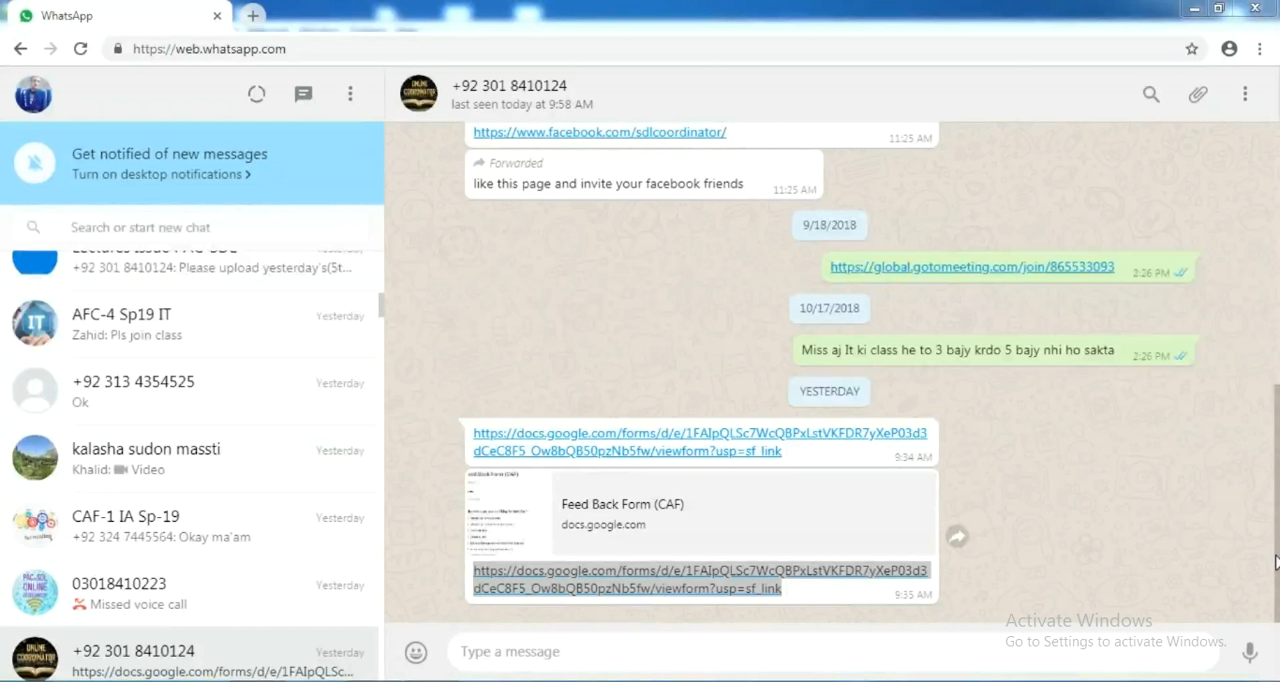 WhatsApp
https://web.whatsapp.com
+92 301 8410124
last seen today at 9:58 AM
Get notified of new messages
Turn on desktop notifications >
Search or start new chat
Yesterday
+92 301 8410124: Please upload yesterday's(5t...
AFC-4 Sp19 IT
Yesterday
Zahid: Pls join class
+92 313 4354525
Yesterday
Ok
kalasha sudon massti
Yesterday
Khalid: Video
CAF-1 IA Sp-19
Yesterday
+92 324 7445564: Okay ma'am
03018410223
Yesterday
Missed voice call
+92 301 8410124
Yesterday
https://docs.google.com/forms/d/e/1FAIpQLSc...
https://www.facebook.com/sdlcoordinator/
11:25 AM
Forwarded
like this page and invite your facebook friends
11:25 AM
9/18/2018
https://global.gotomeeting.com/join/865533093
2:26 PM
10/17/2018
Miss aj It ki class he to 3 bajy krdo 5 bajy nhi ho sakta
2:26 PM
YESTERDAY
https://docs.google.com/forms/d/e/1FAIpQLSc7WcQBPxLstVKFDR7yXeP03d3
dCeC8F5_Ow8bQB50pzNb5fw/viewform?usp=sf_link
9:34 AM
Feed Back Form (CAF)
docs.google.com
https://docs.google.com/forms/d/e/1FAIpQLSc7WcQBPxLstVKFDR7yXeP03d3
dCeC8F5_Ow8bQB50pzNb5fw/viewform?usp=sf_link
9:35 AM
Type a message
Activate Windows
Go to Settings to activate Windows.
IT
PAC-SDL
ONLINE
ONLINE
COORDINATOR
ONLINE
COORDINATOR